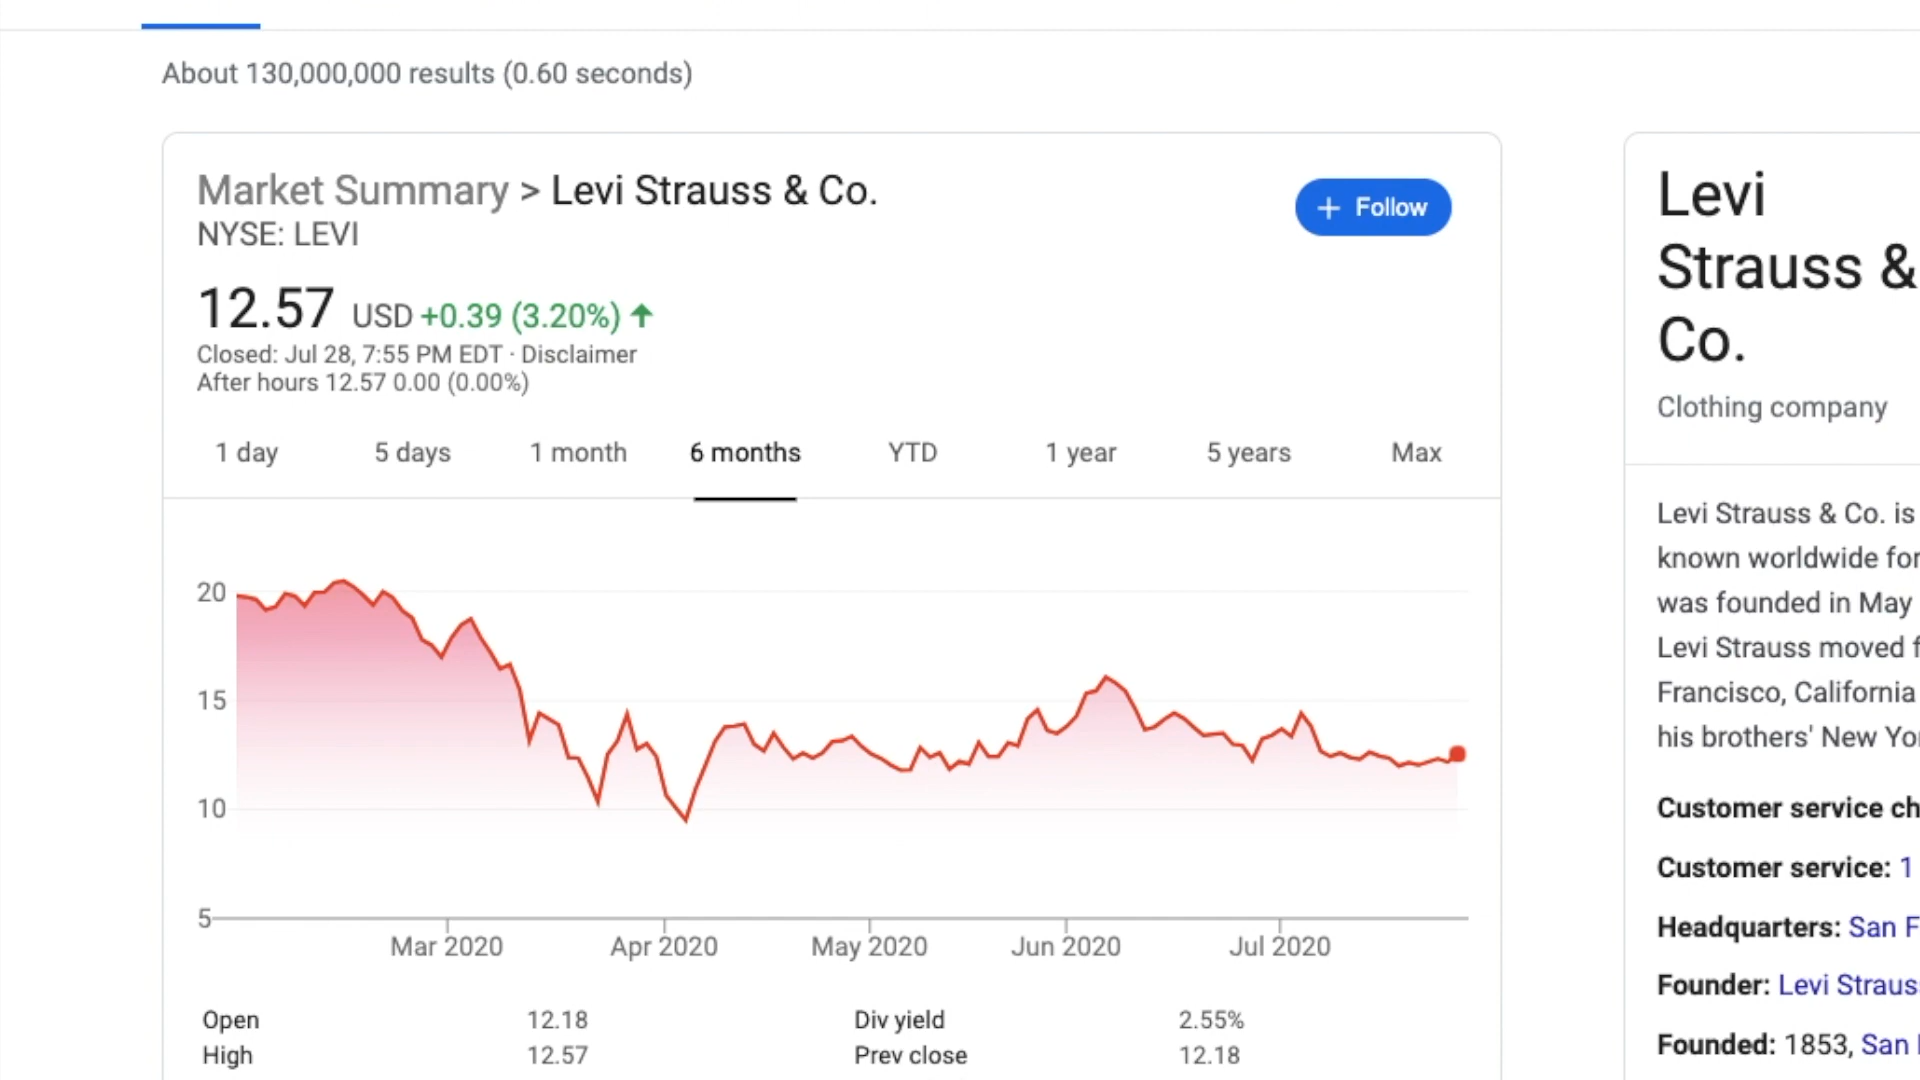 About 130,000,000 results (0.60 seconds)
Market Summary > Levi Strauss & Co.
NYSE: LEVI
+ Follow
12.57 USD +0.39 (3.20%)
Closed: Jul 28, 7:55 PM EDT · Disclaimer
After hours 12.57 0.00 (0.00%)
1 day 5 days 1 month 6 months YTD 1 year 5 years Max
20
15
10
5
Mar 2020 Apr 2020 May 2020 Jun 2020 Jul 2020
Open 12.18 Div yield 2.55%
High 12.57 Prev close 12.18
Levi
Strauss &
Co.
Clothing company
Levi Strauss & Co. is
known worldwide for
was founded in May
Levi Strauss moved f
Francisco, California
his brothers' New Yo
Customer service ch
Customer service: 1
Headquarters: San F
Founder: Levi Straus
Founded: 1853, San